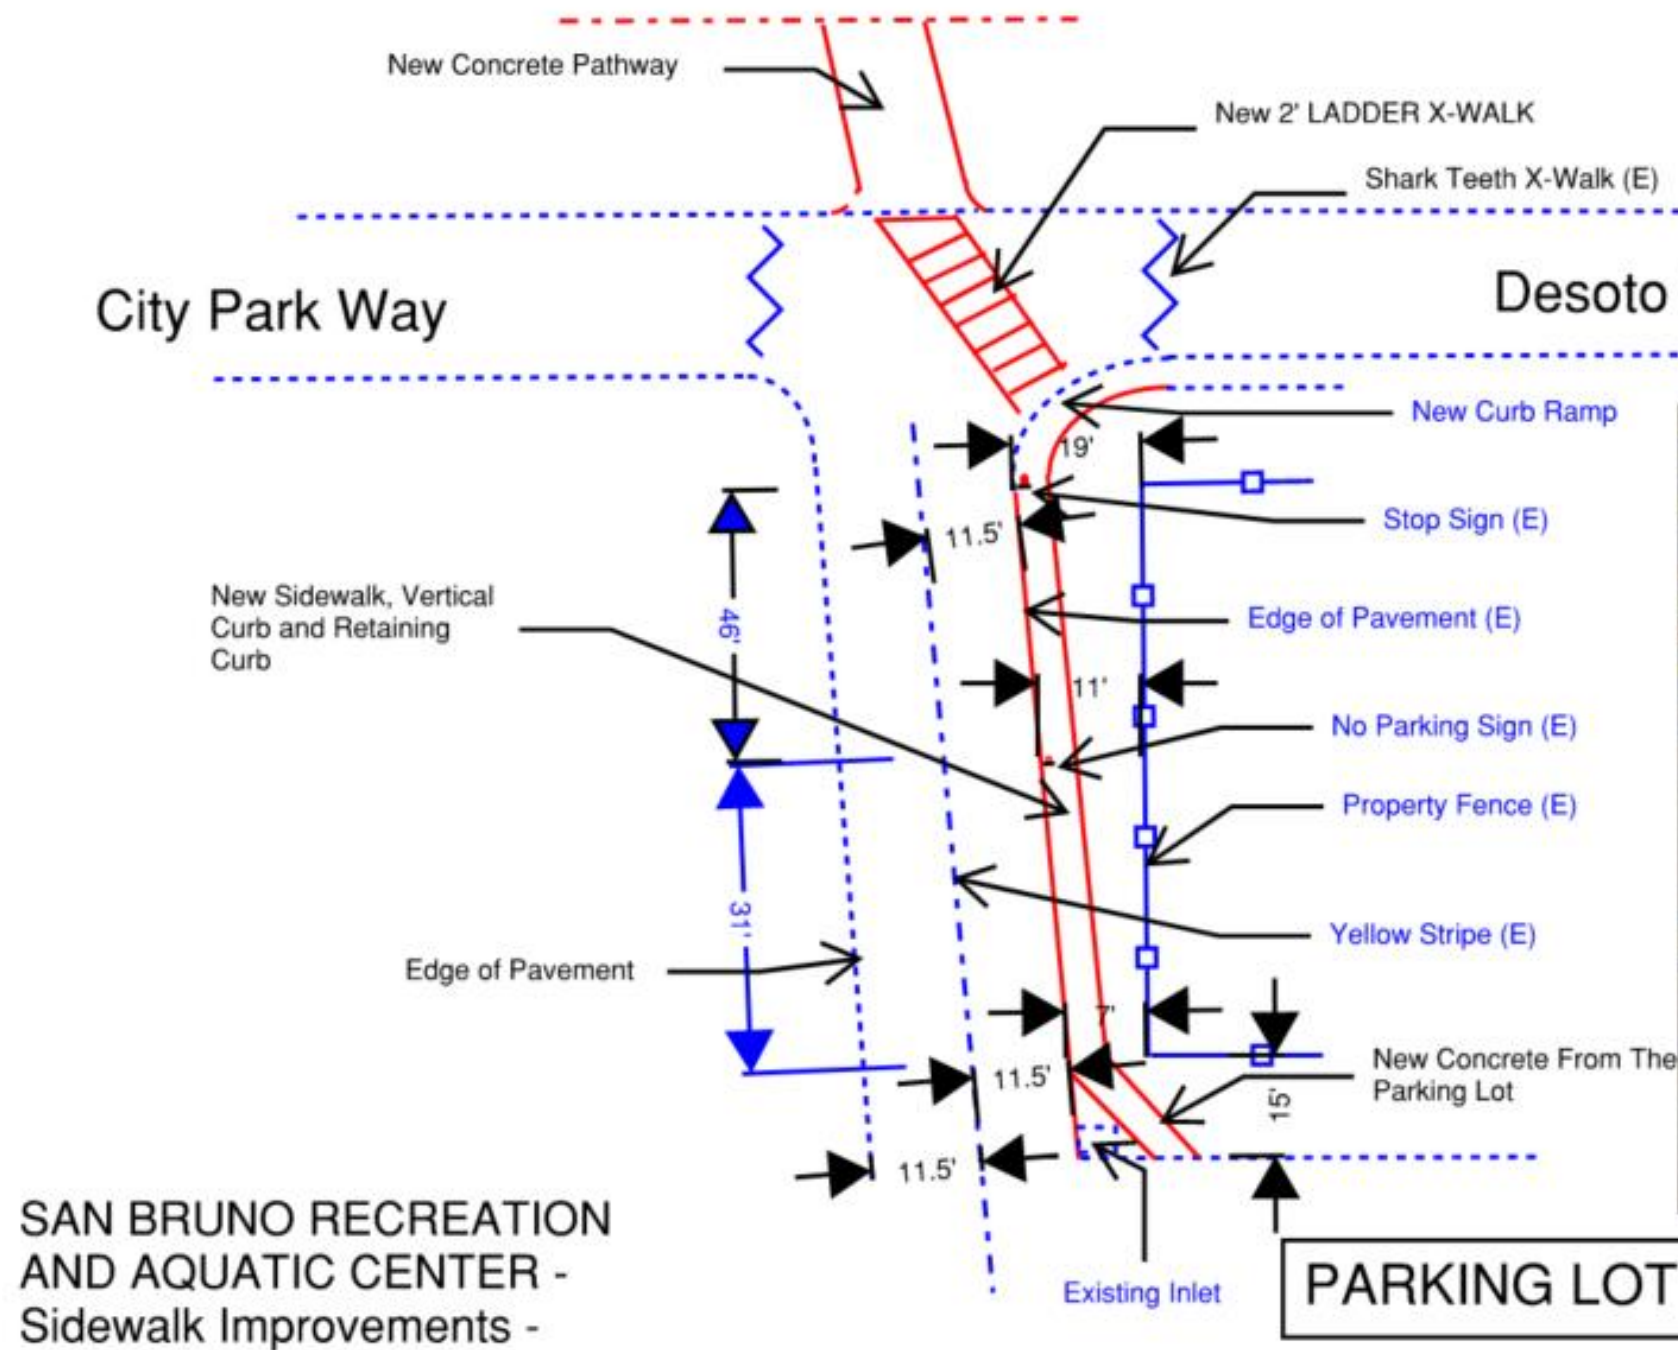 New Concrete Pathway
New 2' LADDER X-WALK
Shark Teeth X-Walk (E)
City Park Way
Desoto
New Curb Ramp
19'
Stop Sign (E)
11.5'
New Sidewalk, Vertical
Curb and Retaining
Curb
46'
Edge of Pavement (E)
11'
No Parking Sign (E)
Property Fence (E)
31'
Yellow Stripe (E)
Edge of Pavement
7'
11.5'
New Concrete From The
Parking Lot
15'
11.5'
Existing Inlet
SAN BRUNO RECREATION
AND AQUATIC CENTER -
Sidewalk Improvements -
PARKING LOT